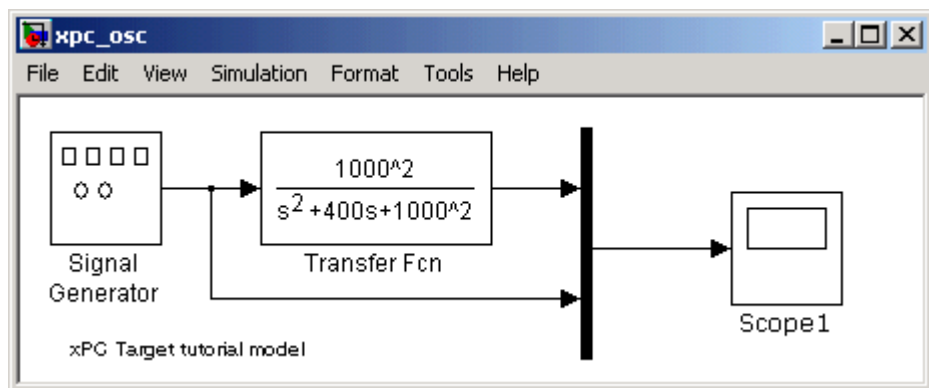 xpc_osc
File Edit View Simulation Format Tools Help
1000^2
s2+400s+1000^2
Signal
Generator
Transfer Fcn
Scope1
xPC Target tutorial model